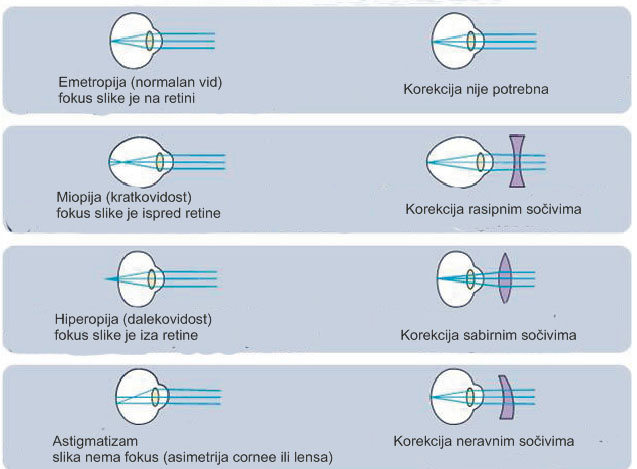 Emetropija (normalan vid)
fokus slike je na retini
Korekcija nije potrebna
Miopija (kratkovidost)
fokus slike je ispred retine
Korekcija rasipnim sočivima
Hiperopija (dalekovidost)
fokus slike je iza retine
Korekcija sabirnim sočivima
Astigmatizam
slika nema fokus (asimetrija cornee ili lensa)
Korekcija neravnim sočivima